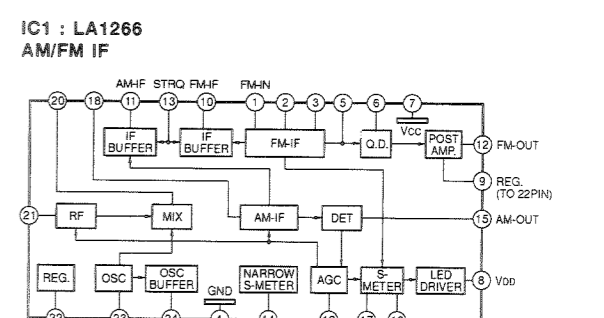 IC1 : LA1266
AM/FM IF
AM-IF STRQ FM-IF FM-IN
20 18 11 13 10 1 2 3 5 6 7
VCC
IF BUFFER
IF BUFFER
FM-IF
Q.D.
POST AMP.
12 FM-OUT
9 REG.
(TO 22PIN)
21
RF
MIX
AM-IF
DET
15 AM-OUT
REG.
OSC
OSC BUFFER
GND
NARROW S-METER
AGC
S-METER
LED DRIVER
8 VDD